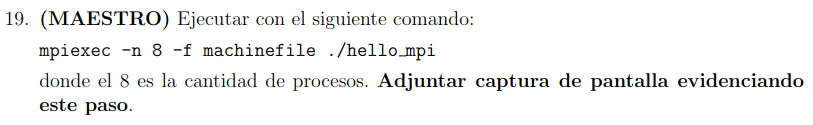 19. (MAESTRO) Ejecutar con el siguiente comando:
mpiexec -n 8 -f machinefile ./hello_mpi
donde el 8 es la cantidad de procesos. Adjuntar captura de pantalla evidenciando
este paso.